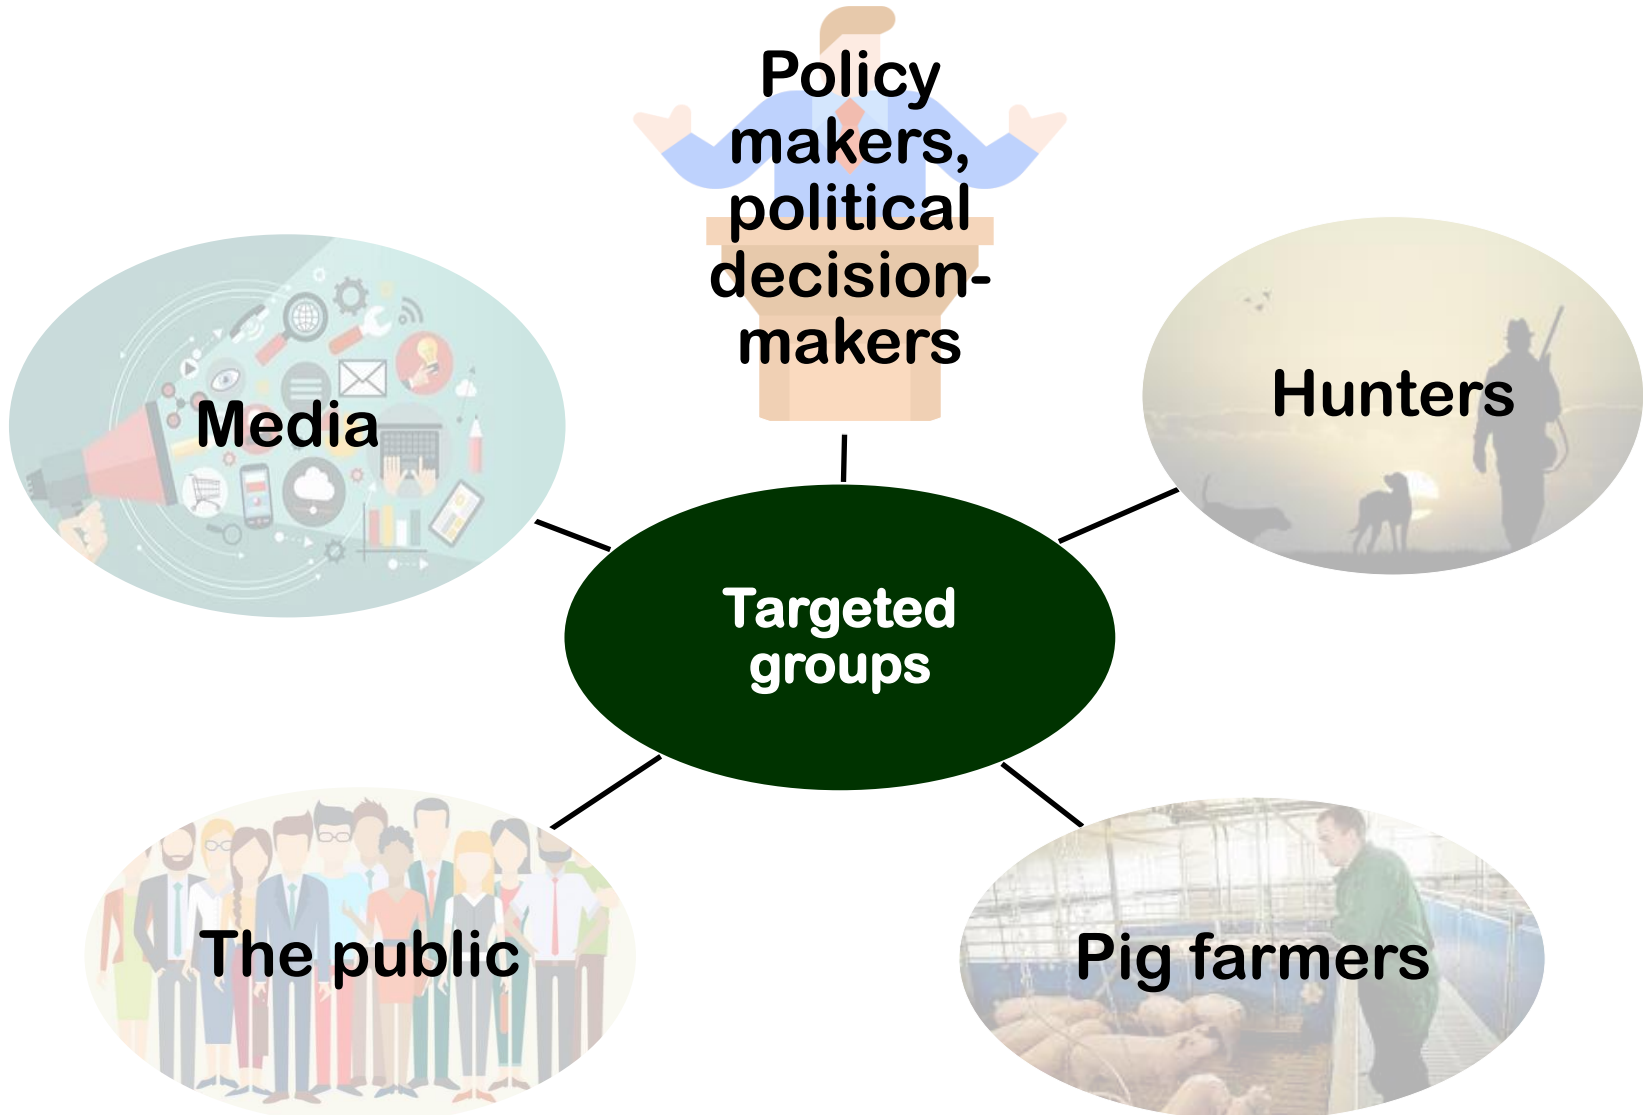 Policy
makers,
political
decision-
makers
Media
Hunters
Targeted
groups
The public
Pig farmers